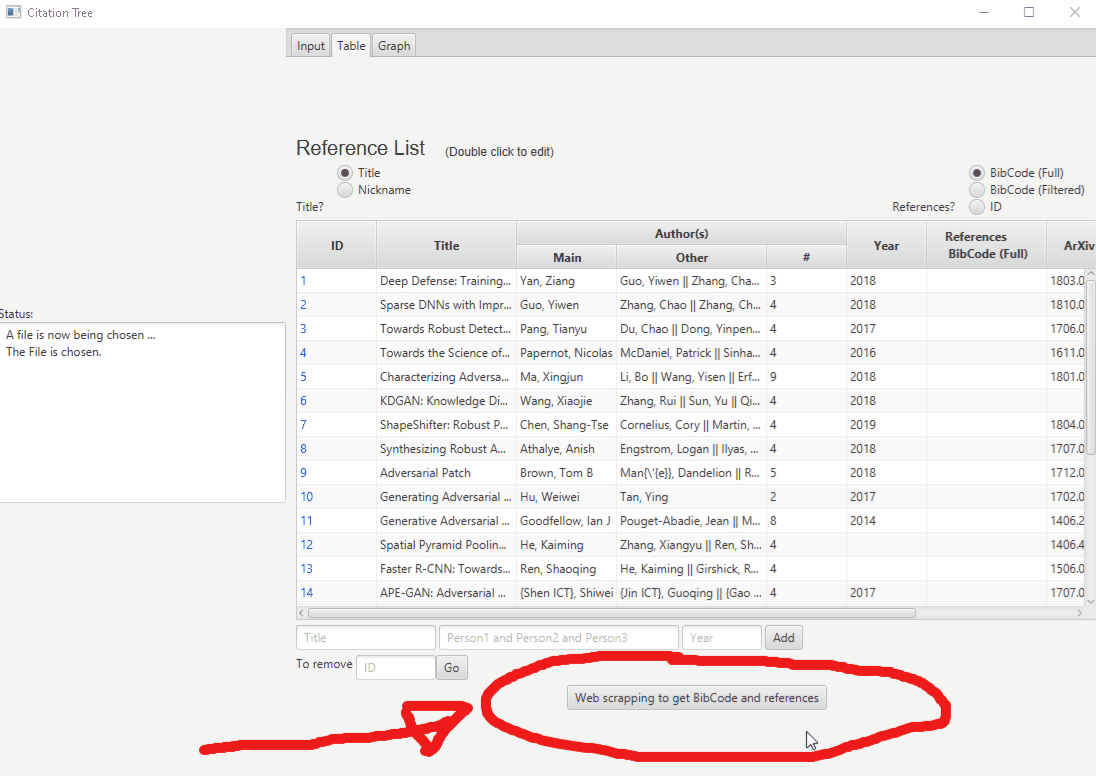 Citation Tree
Input Table Graph
Reference List (Double click to edit)
Title
Nickname
Title?
BibCode (Full)
BibCode (Filtered)
References? ID
ID Title Author(s) Year References BibCode (Full) ArXiv
Main Other #
1 Deep Defense: Training... Yan, Ziang Guo, Yiwen || Zhang, Cha... 3 2018 1803.0
2 Sparse DNNs with Impr... Guo, Yiwen Zhang, Chao || Zhang, Ch... 4 2018 1810.0
3 Towards Robust Detect... Pang, Tianyu Du, Chao || Dong, Yinpen... 4 2017 1706.0
4 Towards the Science of... Papernot, Nicolas McDaniel, Patrick || Sinha... 4 2016 1611.0
5 Characterizing Adversa... Ma, Xingjun Li, Bo || Wang, Yisen || Erf... 9 2018 1801.0
6 KDGAN: Knowledge Di... Wang, Xiaojie Zhang, Rui || Sun, Yu || Qi... 4 2018
7 ShapeShifter: Robust P... Chen, Shang-Tse Cornelius, Cory || Martin, ... 4 2019 1804.0
8 Synthesizing Robust A... Athalye, Anish Engstrom, Logan || Ilyas, ... 4 2018 1707.0
9 Adversarial Patch Brown, Tom B Man{\'{e}}, Dandelion || R... 5 2018 1712.0
10 Generating Adversarial ... Hu, Weiwei Tan, Ying 2 2017 1702.0
11 Generative Adversarial ... Goodfellow, Ian J Pouget-Abadie, Jean || M... 8 2014 1406.2
12 Spatial Pyramid Poolin... He, Kaiming Zhang, Xiangyu || Ren, Sh... 4 1406.4
13 Faster R-CNN: Towards... Ren, Shaoqing He, Kaiming || Girshick, R... 4 1506.0
14 APE-GAN: Adversarial ... {Shen ICT}, Shiwei {Jin ICT}, Guoqing || {Gao ... 4 2017 1707.0
Status:
A file is now being chosen ...
The File is chosen.
Title Person1 and Person2 and Person3 Year Add
To remove ID Go
Web scrapping to get BibCode and references